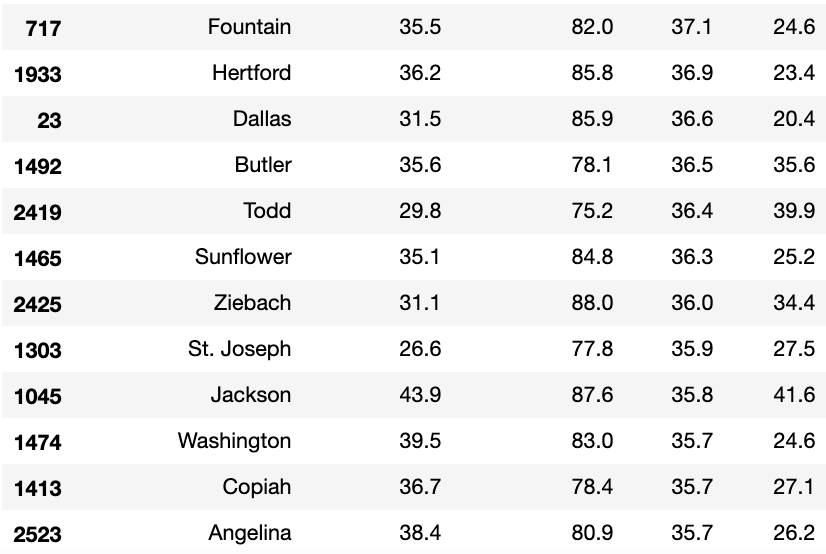 717 Fountain 35.5 82.0 37.1 24.6
1933 Hertford 36.2 85.8 36.9 23.4
23 Dallas 31.5 85.9 36.6 20.4
1492 Butler 35.6 78.1 36.5 35.6
2419 Todd 29.8 75.2 36.4 39.9
1465 Sunflower 35.1 84.8 36.3 25.2
2425 Ziebach 31.1 88.0 36.0 34.4
1303 St. Joseph 26.6 77.8 35.9 27.5
1045 Jackson 43.9 87.6 35.8 41.6
1474 Washington 39.5 83.0 35.7 24.6
1413 Copiah 36.7 78.4 35.7 27.1
2523 Angelina 38.4 80.9 35.7 26.2